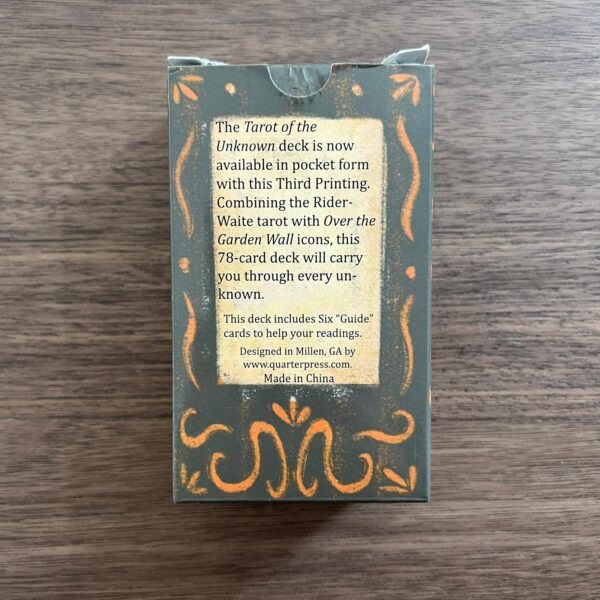 The Tarot of the
Unknown deck is now
available in pocket form
with this Third Printing.
Combining the Rider-
Waite tarot with Over the
Garden Wall icons, this
78-card deck will carry
you through every un-
known.
This deck includes Six “Guide”
cards to help your readings.
Designed in Millen, GA by
www.quarterpress.com.
Made in China